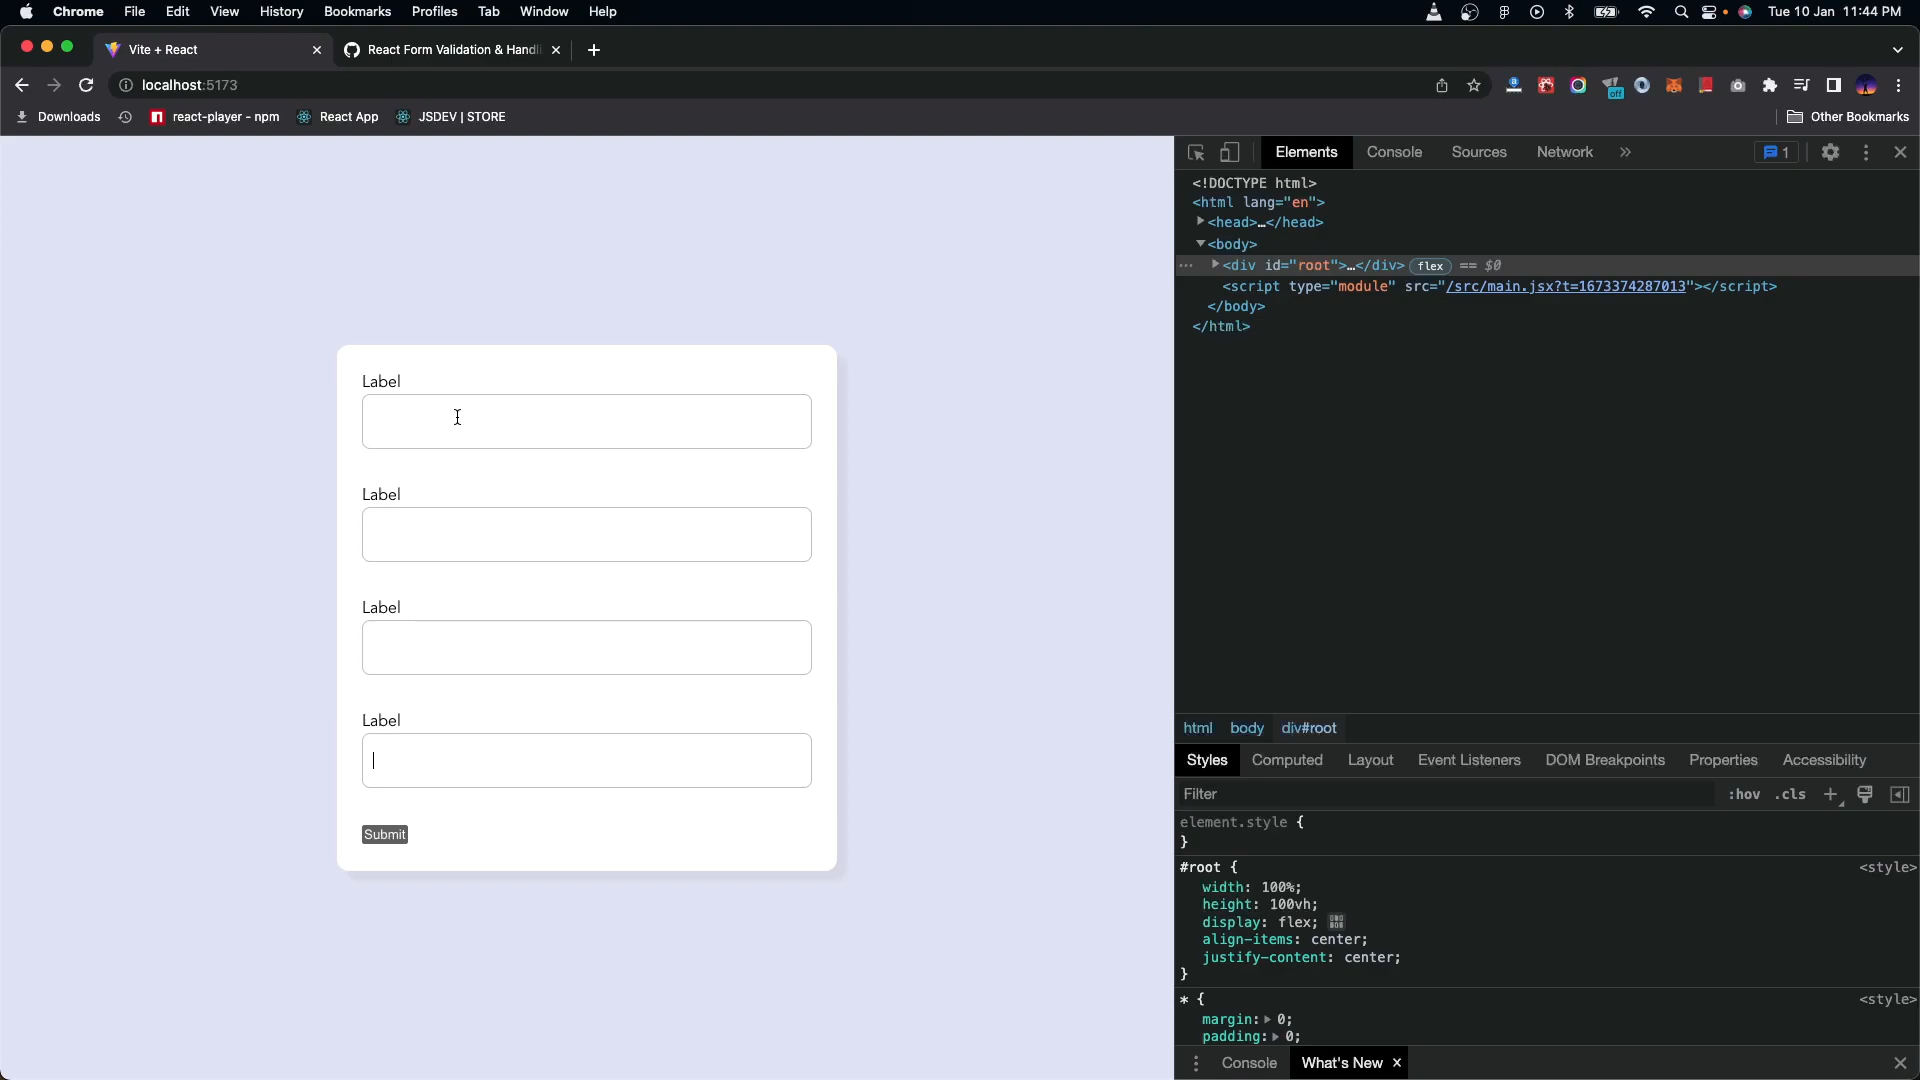 Chrome File Edit View History Bookmarks Profiles Tab Window Help Tue 10 Jan 11:44 PM
Vite + React React Form Validation & Handli
localhost:5173 off
Downloads react-player - npm React App JSDEV | STORE Other Bookmarks
Elements Console Sources Network 1
<!DOCTYPE html>
<html lang="en">
<head>…</head>
<body>
<div id="root">…</div> flex == $0
<script type="module" src="/src/main.jsx?t=1673374287013"></script>
</body>
</html>
Label
Label
Label
Label
Submit
html body div#root
Styles Computed Layout Event Listeners DOM Breakpoints Properties Accessibility
Filter :hov .cls
element.style {
}
#root { <style>
width: 100%;
height: 100vh;
display: flex;
align-items: center;
justify-content: center;
}
* { <style>
margin: 0;
padding: 0;
Console What's New